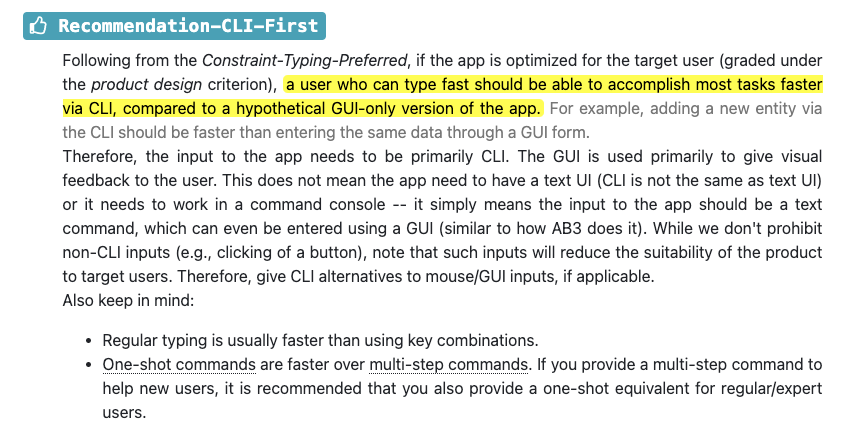 Recommendation-CLI-First
Following from the Constraint-Typing-Preferred, if the app is optimized for the target user (graded under
the product design criterion), a user who can type fast should be able to accomplish most tasks faster
via CLI, compared to a hypothetical GUI-only version of the app. For example, adding a new entity via
the CLI should be faster than entering the same data through a GUI form.
Therefore, the input to the app needs to be primarily CLI. The GUI is used primarily to give visual
feedback to the user. This does not mean the app need to have a text UI (CLI is not the same as text UI)
or it needs to work in a command console -- it simply means the input to the app should be a text
command, which can even be entered using a GUI (similar to how AB3 does it). While we don't prohibit
non-CLI inputs (e.g., clicking of a button), note that such inputs will reduce the suitability of the product
to target users. Therefore, give CLI alternatives to mouse/GUI inputs, if applicable.
Also keep in mind:
• Regular typing is usually faster than using key combinations.
• One-shot commands are faster over multi-step commands. If you provide a multi-step command to
help new users, it is recommended that you also provide a one-shot equivalent for regular/expert
users.